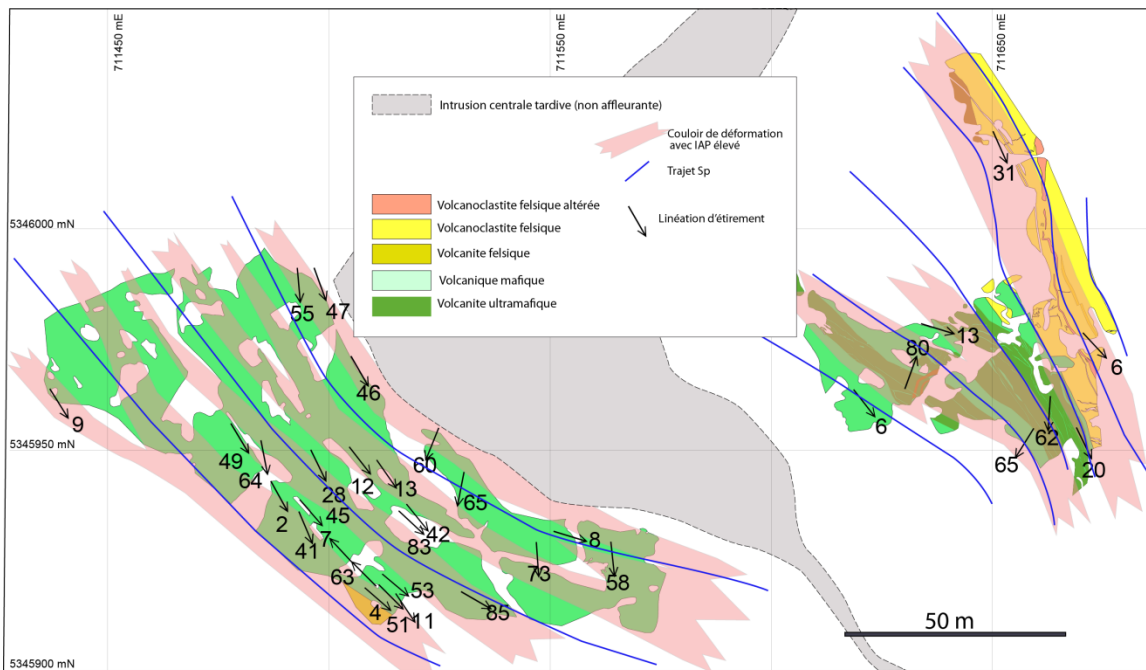 711450 mE
711550 mE
711650 mE
Intrusion centrale tardive (non affleurante)
Couloir de déformation
avec IAP élevé
Trajet Sp
Linéation d'étirement
Volcanoclastite felsique altérée
Volcanoclastite felsique
Volcanite felsique
Volcanique mafique
Volcanite ultramafique
31
5346000 mN
55
47
13
80
6
46
9
6
49
64
60
62
65
20
5345950 mN
28
12
13
65
2
45
7
41
42
83
8
63
73
58
53
4
51
11
85
50 m
5345900 mN